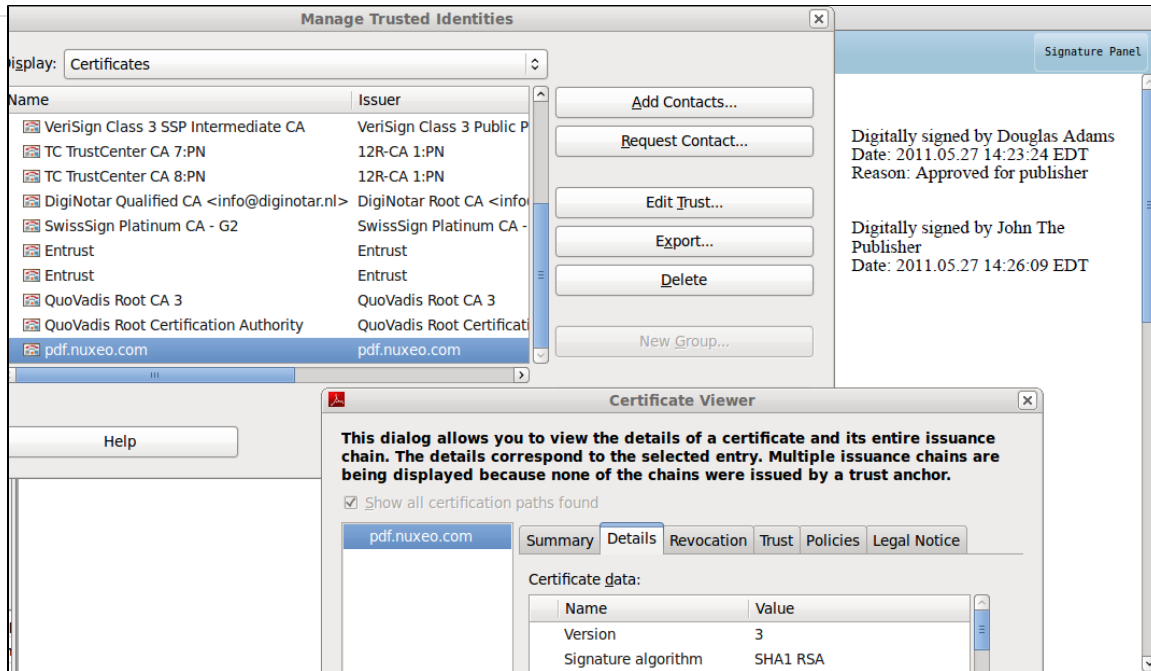 Manage Trusted Identities
Display: Certificates
Name Issuer
VeriSign Class 3 SSP Intermediate CA VeriSign Class 3 Public P
TC TrustCenter CA 7:PN 12R-CA 1:PN
TC TrustCenter CA 8:PN 12R-CA 1:PN
DigiNotar Qualified CA <info@diginotar.nl> DigiNotar Root CA <info
SwissSign Platinum CA - G2 SwissSign Platinum CA -
Entrust Entrust
Entrust Entrust
QuoVadis Root CA 3 QuoVadis Root CA 3
QuoVadis Root Certification Authority QuoVadis Root Certificati
pdf.nuxeo.com pdf.nuxeo.com
Add Contacts...
Request Contact...
Edit Trust...
Export...
Delete
New Group...
Help
Signature Panel
Digitally signed by Douglas Adams
Date: 2011.05.27 14:23:24 EDT
Reason: Approved for publisher
Digitally signed by John The
Publisher
Date: 2011.05.27 14:26:09 EDT
Certificate Viewer
This dialog allows you to view the details of a certificate and its entire issuance
chain. The details correspond to the selected entry. Multiple issuance chains are
being displayed because none of the chains were issued by a trust anchor.
Show all certification paths found
pdf.nuxeo.com
Summary Details Revocation Trust Policies Legal Notice
Certificate data:
Name Value
Version 3
Signature algorithm SHA1 RSA